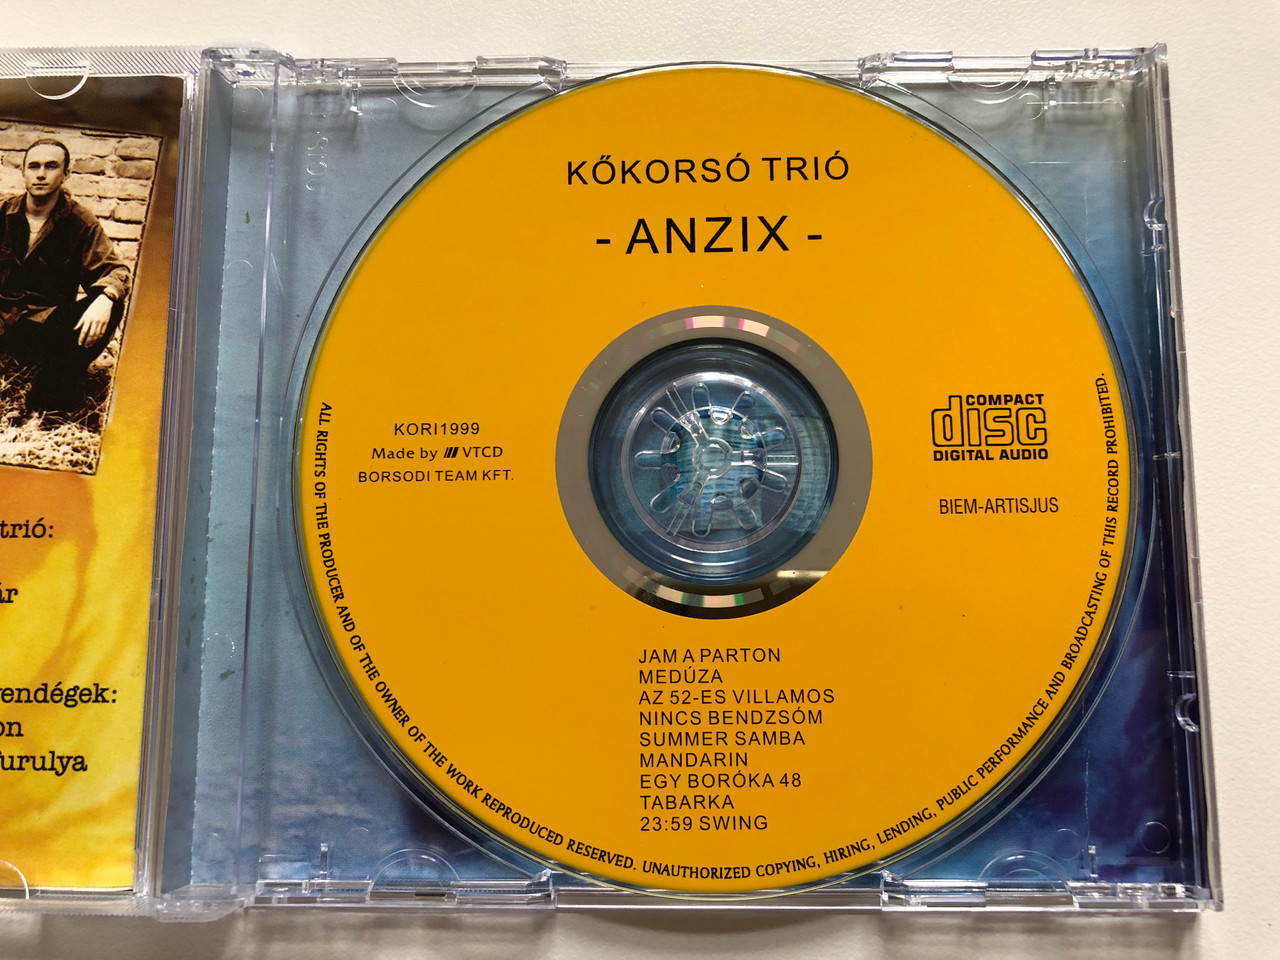 KŐKORSÓ TRIÓ
- ANZIX -
KORI1999
Made by VTCD
BORSODI TEAM KFT.
COMPACT
disc
DIGITAL AUDIO
BIEM-ARTISJUS
JAM A PARTON
MEDÚZA
AZ 52-ES VILLAMOS
NINCS BENDZSÓM
SUMMER SAMBA
MANDARIN
EGY BORÓKA 48
TABARKA
23:59 SWING
ALL RIGHTS OF THE PRODUCER AND OF THE OWNER OF THE WORK REPRODUCED RESERVED. UNAUTHORIZED COPYING, HIRING, LENDING, PUBLIC PERFORMANCE AND BROADCASTING OF THIS RECORD PROHIBITED.
trió:
vendégek:
furulya